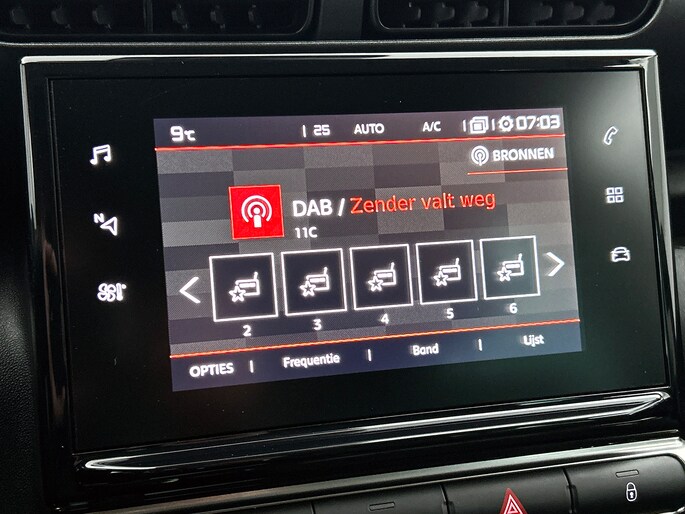 9°C | 25 AUTO A/C | | 07:03
BRONNEN
DAB / Zender valt weg
11C
2 3 4 5 6
OPTIES | Frequentie | Band | Lijst
N